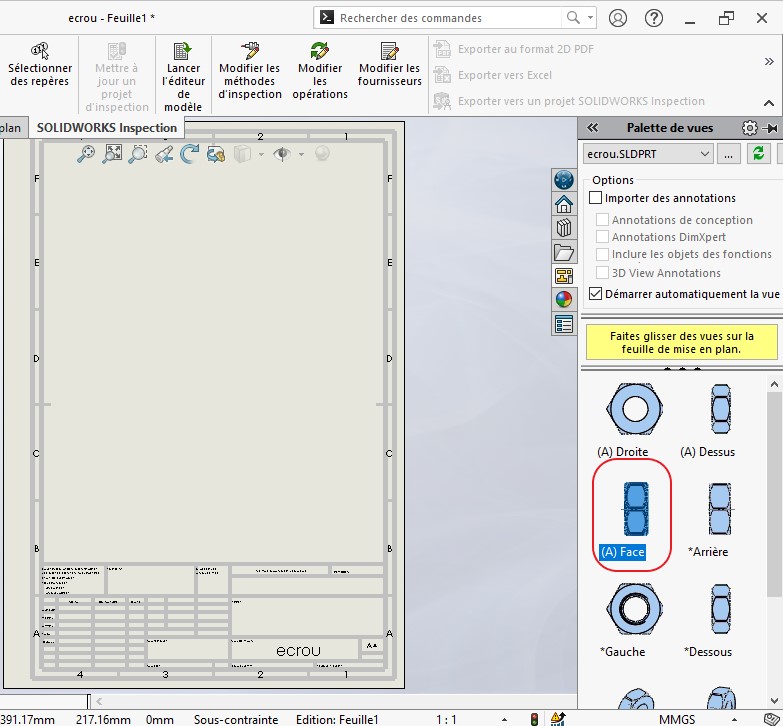 ecrou - Feuille1 *
Rechercher des commandes
Sélectionner
des repères
Mettre à
jour un
projet
d'inspection
Lancer
l'éditeur
de
modèle
Modifier les
méthodes
d'inspection
Modifier
les
opérations
Modifier les
fournisseurs
Exporter au format 2D PDF
Exporter vers Excel
Exporter vers un projet SOLIDWORKS Inspection
plan
SOLIDWORKS Inspection
Palette de vues
ecrou.SLDPRT
...
Options
Importer des annotations
Annotations de conception
Annotations DimXpert
Inclure les objets des fonctions
3D View Annotations
Démarrer automatiquement la vue
Faites glisser des vues sur la
feuille de mise en plan.
(A) Droite
(A) Dessus
(A) Face
*Arrière
*Gauche
*Dessous
2
1
F
F
E
E
D
D
C
C
B
B
A
A
ecrou
A4
4
3
2
1
391.17mm
217.16mm
0mm
Sous-contrainte
Edition: Feuille1
1 : 1
MMGS